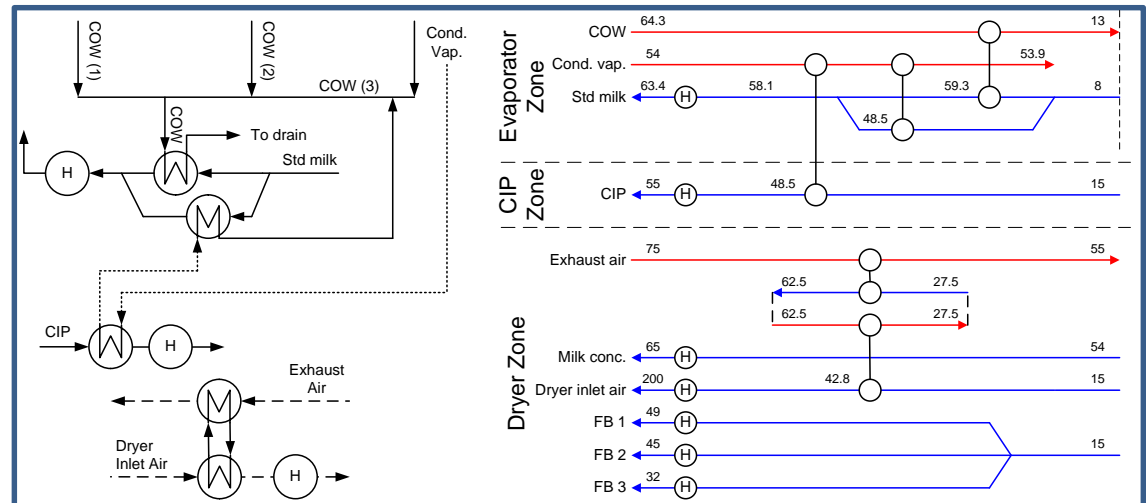 COW (1)
COW (2)
Cond.
Vap.
COW (3)
COW
To drain
Std milk
H
CIP
H
Exhaust
Air
Dryer
Inlet Air
H
Evaporator
Zone
COW
64.3
13
Cond. vap.
54
53.9
Std milk
63.4
H
58.1
59.3
8
48.5
CIP
Zone
CIP
55
H
48.5
15
Dryer Zone
Exhaust air
75
55
62.5
27.5
62.5
27.5
Milk conc.
65
H
54
Dryer inlet air
200
H
42.8
15
FB 1
49
H
FB 2
45
H
15
FB 3
32
H